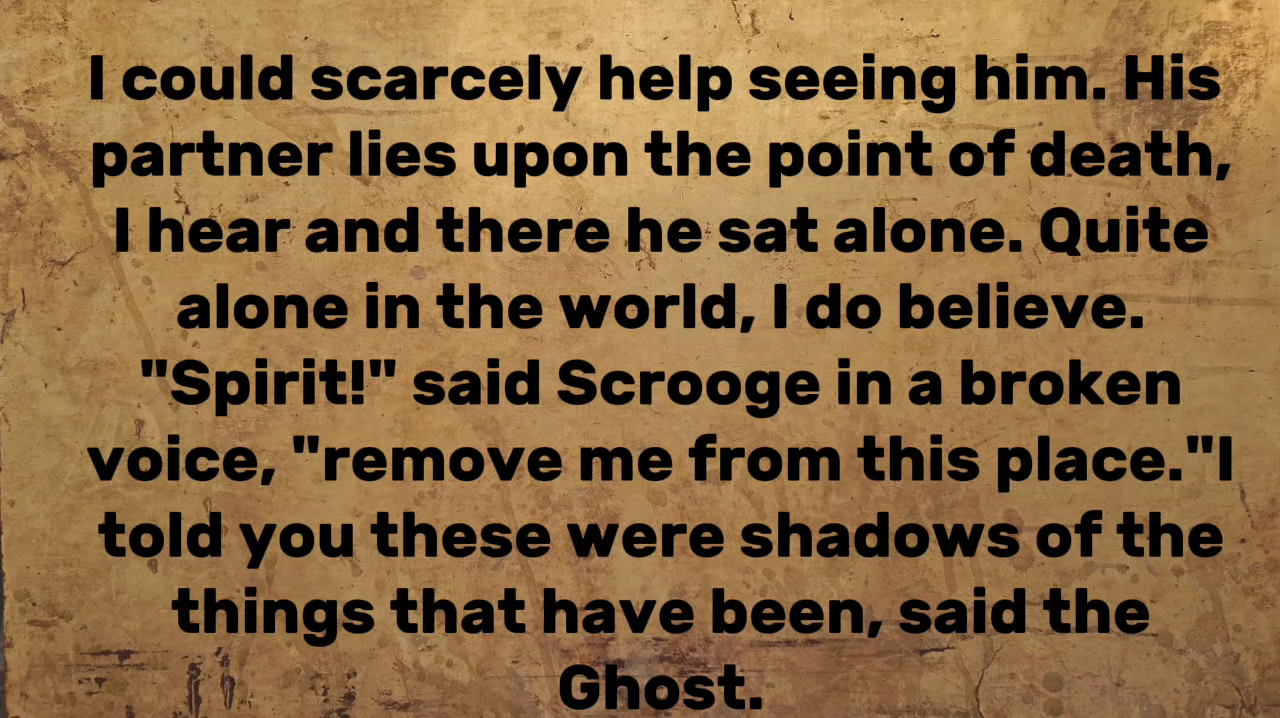 I could scarcely help seeing him. His
partner lies upon the point of death,
I hear and there he sat alone. Quite
alone in the world, I do believe.
"Spirit!" said Scrooge in a broken
voice, "remove me from this place."I
told you these were shadows of the
things that have been, said the
Ghost.